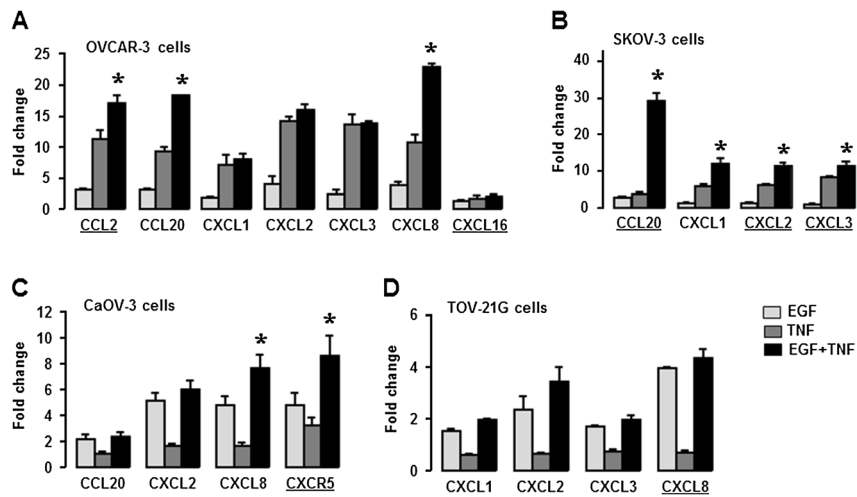 A
OVCAR-3 cells
Fold change
25
20
15
10
5
0
* * *
CCL2 CCL20 CXCL1 CXCL2 CXCL3 CXCL8 CXCL16
B
SKOV-3 cells
Fold change
40
30
20
10
0
* * * *
CCL20 CXCL1 CXCL2 CXCL3
C
CaOV-3 cells
Fold change
12
10
8
6
4
2
0
* *
CCL20 CXCL2 CXCL8 CXCR5
D
TOV-21G cells
Fold change
6
4
2
0
CXCL1 CXCL2 CXCL3 CXCL8
EGF
TNF
EGF+TNF